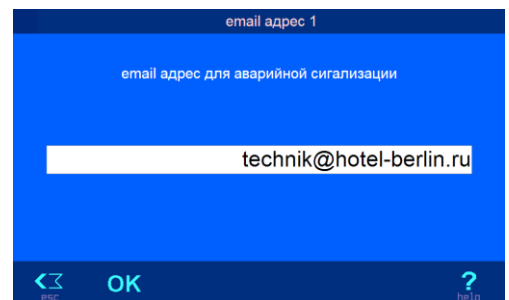 email адрес 1
email адрес для аварийной сигализации
technik@hotel-berlin.ru
esc OK help
?